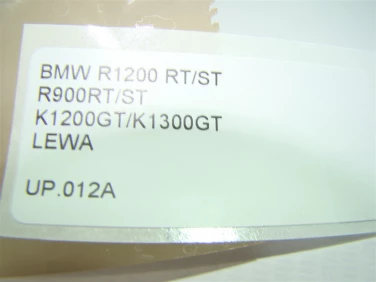 BMW R1200 RT/ST
R900RT/ST
K1200GT/K1300GT
LEWA
UP.012A